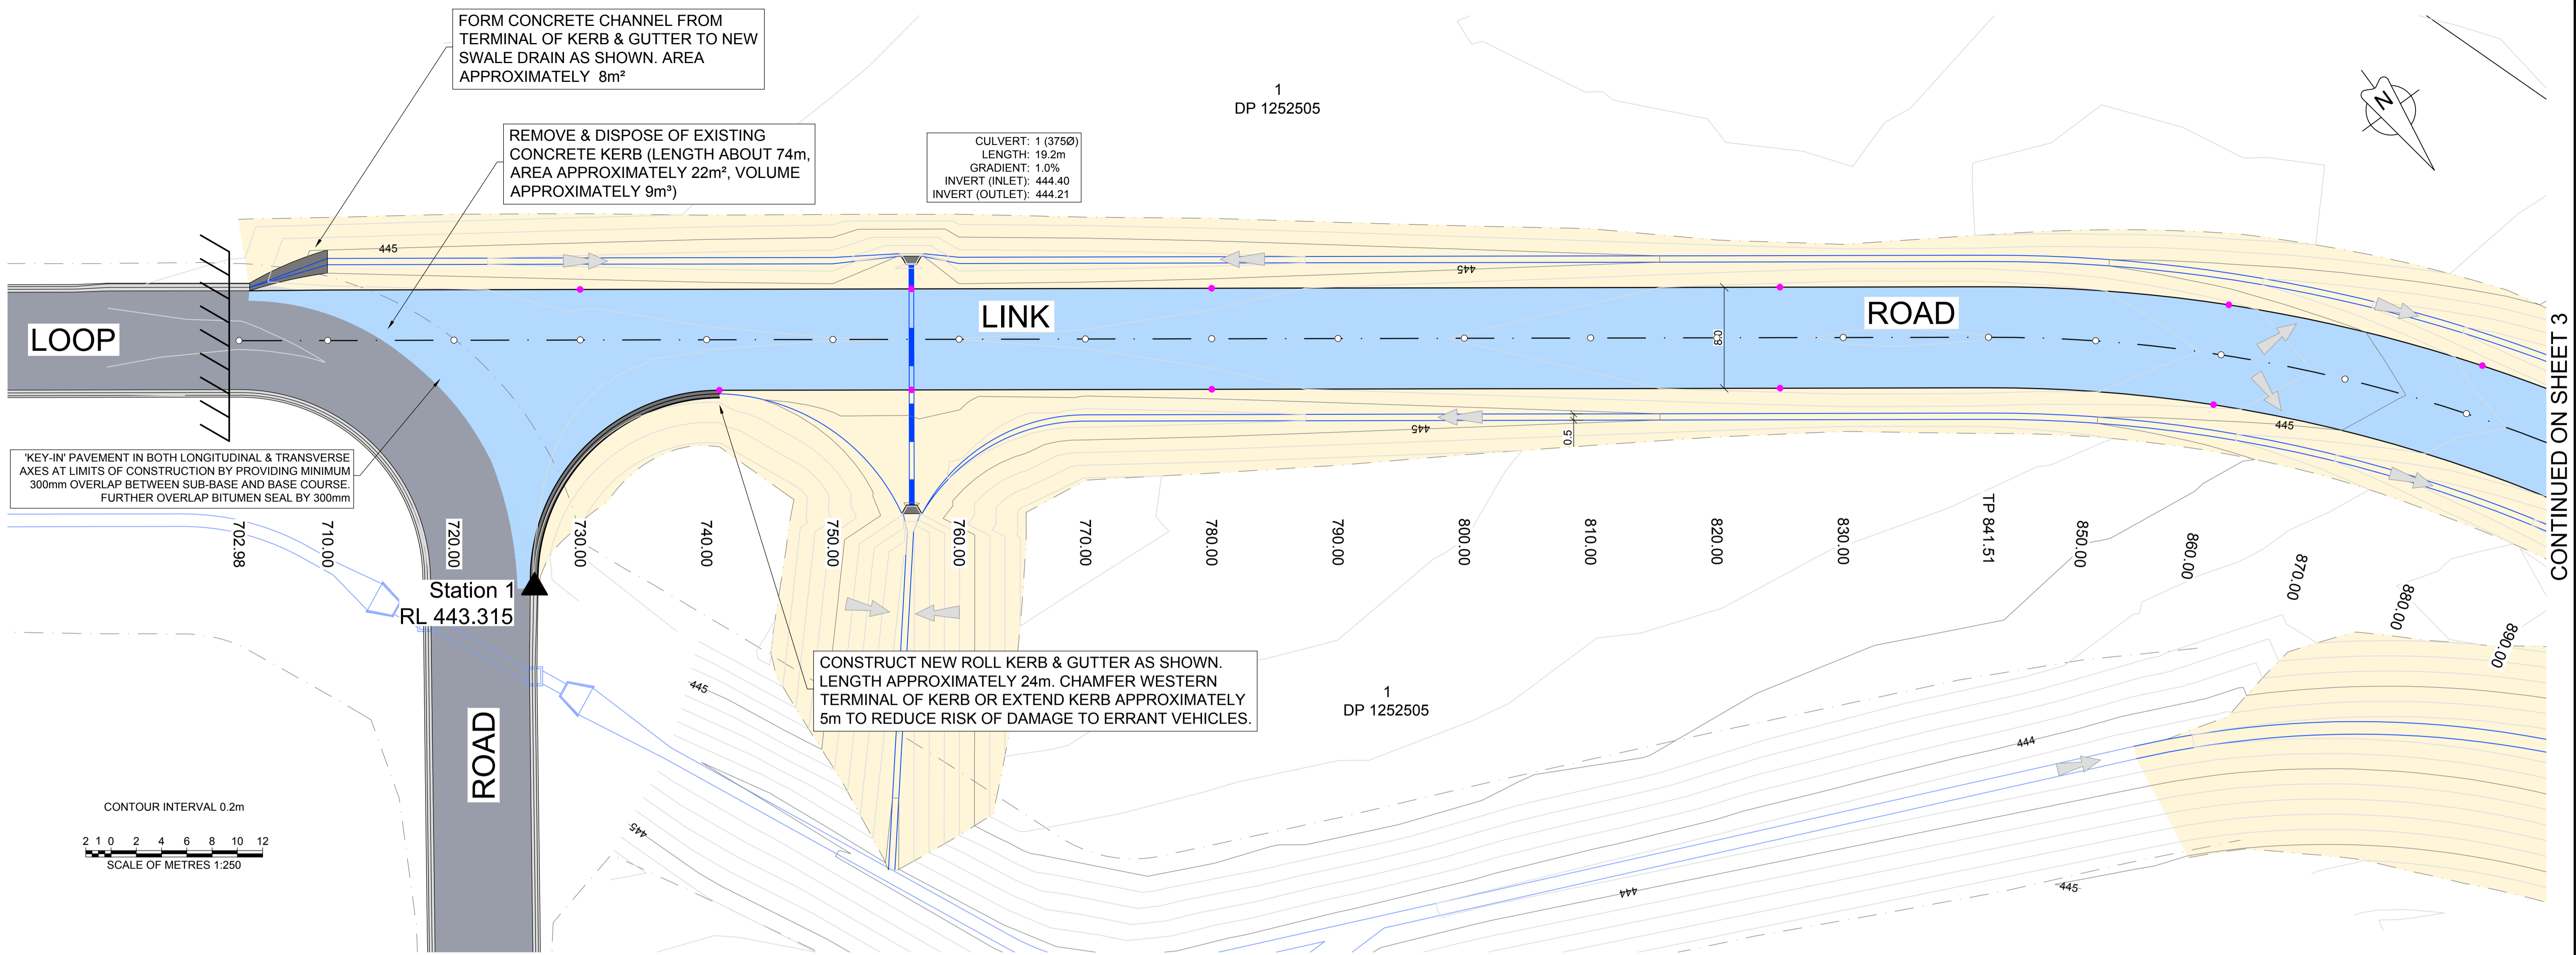 FORM CONCRETE CHANNEL FROM
TERMINAL OF KERB & GUTTER TO NEW
SWALE DRAIN AS SHOWN. AREA
APPROXIMATELY 8m²
REMOVE & DISPOSE OF EXISTING
CONCRETE KERB (LENGTH ABOUT 74m,
AREA APPROXIMATELY 22m², VOLUME
APPROXIMATELY 9m³)
CULVERT: 1 (375Ø)
LENGTH: 19.2m
GRADIENT: 1.0%
INVERT (INLET): 444.40
INVERT (OUTLET): 444.21
1
DP 1252505
N
445
445
LOOP
LINK
ROAD
8.0
0.5
445
445
CONTINUED ON SHEET 3
'KEY-IN' PAVEMENT IN BOTH LONGITUDINAL & TRANSVERSE
AXES AT LIMITS OF CONSTRUCTION BY PROVIDING MINIMUM
300mm OVERLAP BETWEEN SUB-BASE AND BASE COURSE.
FURTHER OVERLAP BITUMEN SEAL BY 300mm
702.98
710.00
720.00
730.00
740.00
750.00
760.00
770.00
780.00
790.00
800.00
810.00
820.00
830.00
TP 841.51
850.00
860.00
870.00
880.00
890.00
Station 1
RL 443.315
CONSTRUCT NEW ROLL KERB & GUTTER AS SHOWN.
LENGTH APPROXIMATELY 24m. CHAMFER WESTERN
TERMINAL OF KERB OR EXTEND KERB APPROXIMATELY
5m TO REDUCE RISK OF DAMAGE TO ERRANT VEHICLES.
445
1
DP 1252505
ROAD
444
445
444
445
CONTOUR INTERVAL 0.2m
2 1 0 2 4 6 8 10 12
SCALE OF METRES 1:250